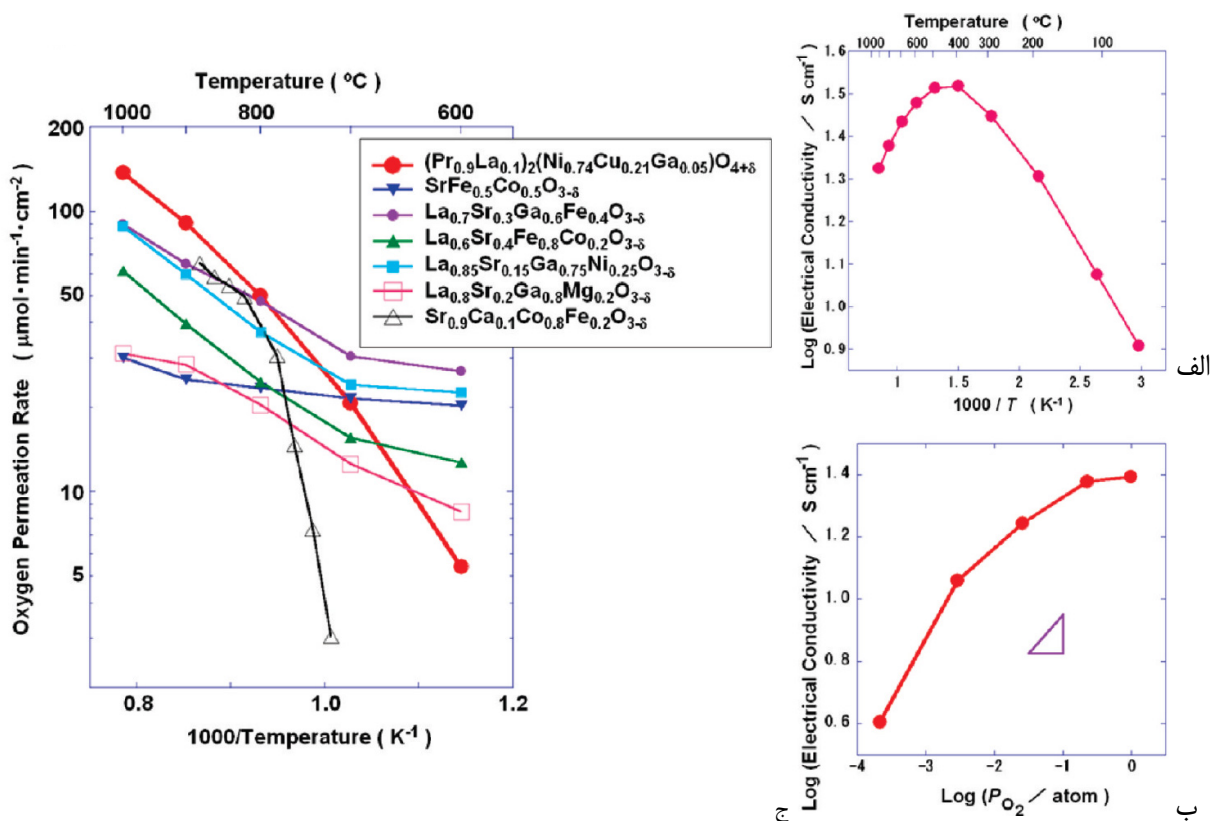 Temperature ( ºC)
1000 800 600
200
100
50
10
5
Oxygen Permeation Rate ( μmol·min-1·cm-2)
0.8 1.0 1.2
1000/Temperature ( K-1)
(Pr0.9La0.1)2(Ni0.74Cu0.21Ga0.05)O4+δ
SrFe0.5Co0.5O3-δ
La0.7Sr0.3Ga0.6Fe0.4O3-δ
La0.6Sr0.4Fe0.8Co0.2O3-δ
La0.85Sr0.15Ga0.75Ni0.25O3-δ
La0.8Sr0.2Ga0.8Mg0.2O3-δ
Sr0.9Ca0.1Co0.8Fe0.2O3-δ
ج
Temperature ( ºC)
1000 600 400 300 200 100
1.6
1.5
1.4
1.3
1.2
1.1
1.0
0.9
Log (Electrical Conductivity / S cm-1)
1 1.5 2 2.5 3
1000 / T ( K-1)
الف
1.4
1.2
1.0
0.8
0.6
Log (Electrical Conductivity / S cm-1)
-4 -3 -2 -1 0
Log (PO2 / atom )
ب